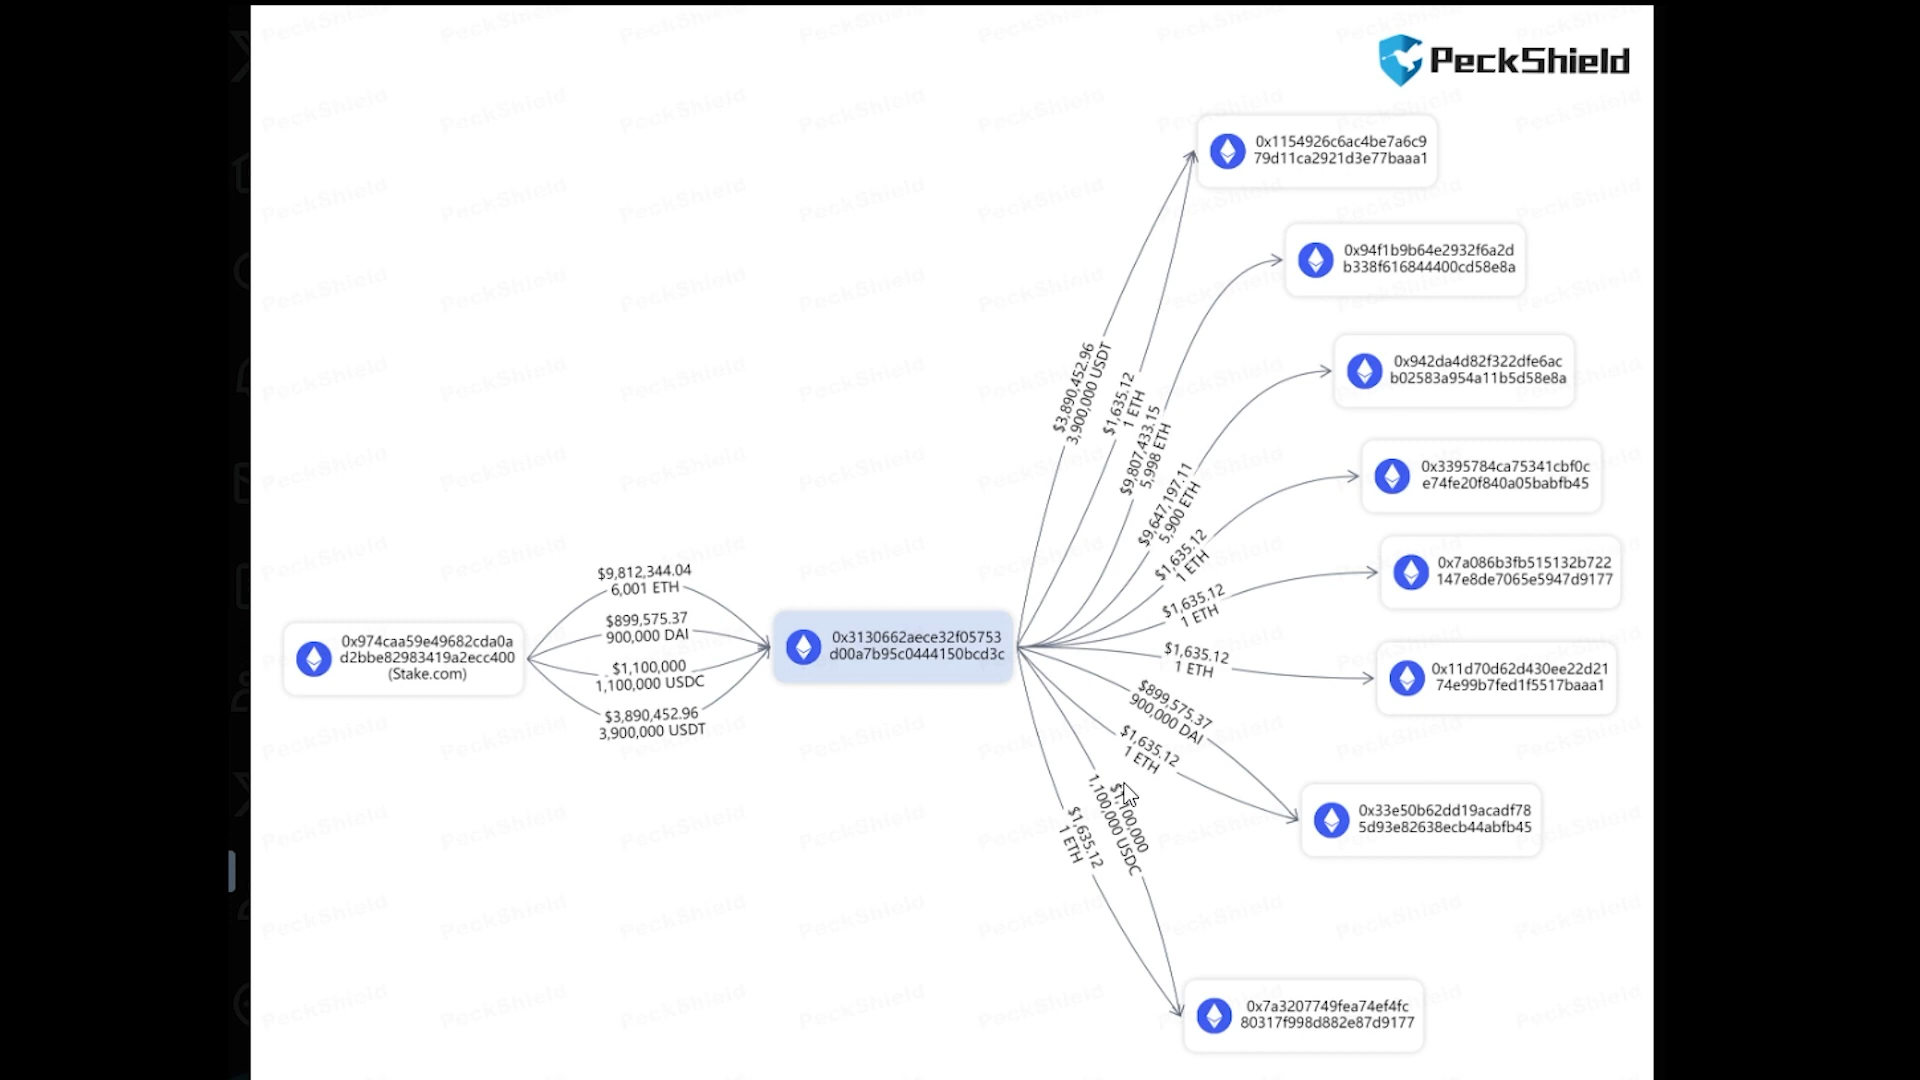 PeckShield
0x1154926c6ac4be7a6c9
79d11ca2921d3e77baaa1
0x94f1b9b64e2932f6a2d
b338f616844400cd58e8a
0x942da4d82f322dfe6ac
b02583a954a11b5d58e8a
0x3395784ca75341cbf0c
e74fe20f840a05babfb45
0x7a086b3fb515132b722
147e8de7065e5947d9177
0x11d70d62d430ee22d21
74e99b7fed1f5517baaa1
0x33e50b62dd19acadf78
5d93e82638ecb44abfb45
0x7a3207749fea74ef4fc
80317f998d882e87d9177
$3,890,452.96
3,900,000 USDT
$1,635.12
1 ETH
$9,807,433.15
5,998 ETH
$9,647,197.11
5,900 ETH
$1,635.12
1 ETH
$1,635.12
1 ETH
$1,635.12
1 ETH
$899,575.37
900,000 DAI
$1,635.12
1 ETH
$1,100,000
1,100,000 USDC
$1,635.12
1 ETH
0x974caa59e49682cda0a
d2bbe82983419a2ecc400
(Stake.com)
$9,812,344.04
6,001 ETH
$899,575.37
900,000 DAI
$1,100,000
1,100,000 USDC
$3,890,452.96
3,900,000 USDT
0x3130662aece32f05753
d00a7b95c0444150bcd3c